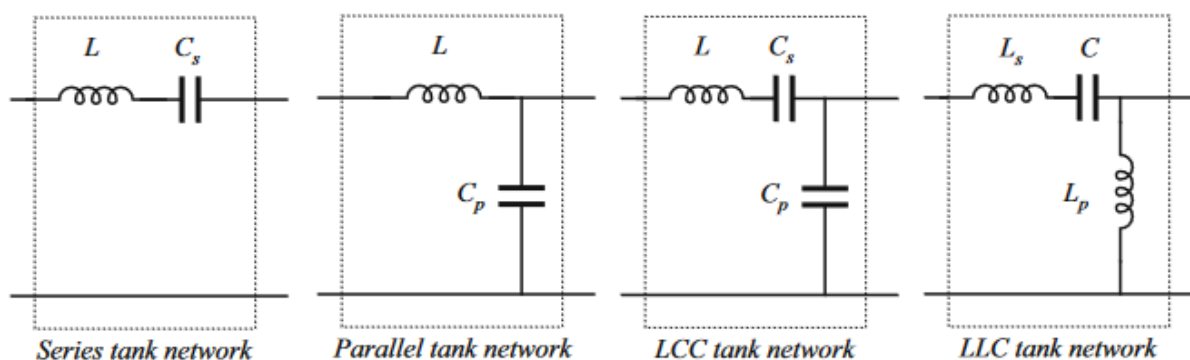 L C_s
Series tank network
L
C_p
Parallel tank network
L C_s
C_p
LCC tank network
L_s C
L_p
LLC tank network